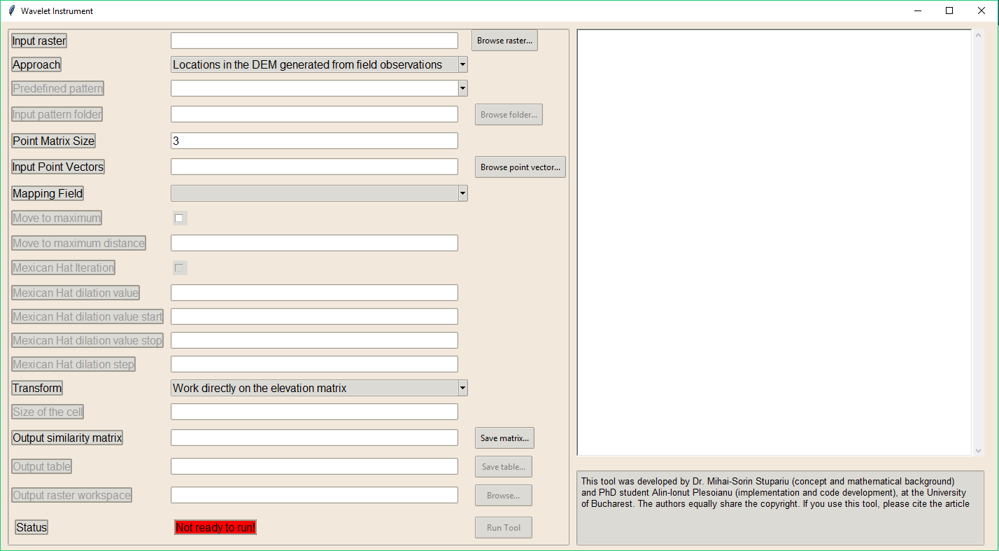 Wavelet Instrument
Input raster
Browse raster...
Approach
Locations in the DEM generated from field observations
Predefined pattern
Input pattern folder
Browse folder...
Point Matrix Size
3
Input Point Vectors
Browse point vector...
Mapping Field
Move to maximum
Move to maximum distance
Mexican Hat Iteration
Mexican Hat dilation value
Mexican Hat dilation value start
Mexican Hat dilation value stop
Mexican Hat dilation step
Transform
Work directly on the elevation matrix
Size of the cell
Output similarity matrix
Save matrix...
Output table
Save table...
Output raster workspace
Browse...
Status
Not ready to run!
Run Tool
This tool was developed by Dr. Mihai-Sorin Stupariu (concept and mathematical background)
and PhD student Alin-Ionut Plesoianu (implementation and code development), at the University
of Bucharest. The authors equally share the copyright. If you use this tool, please cite the article